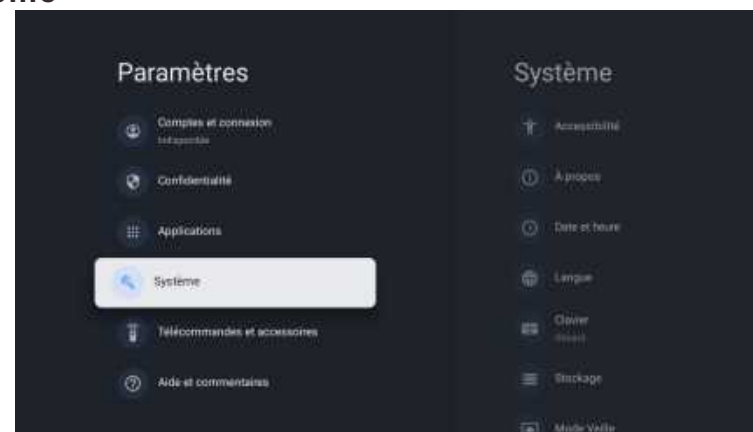 Paramètres
Comptes et connexion
Indisponible
Confidentialité
Applications
Système
Télécommandes et accessoires
Aide et commentaires
Système
Accessibilité
À propos
Date et heure
Langue
Clavier
Stockage
Mode Veille